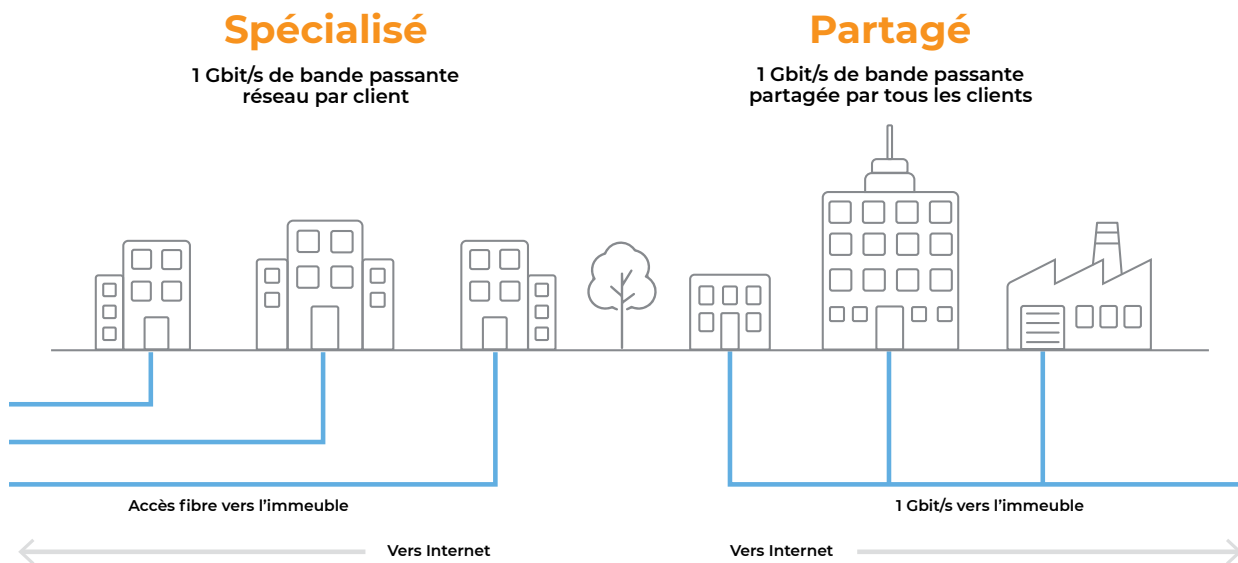 Spécialisé
1 Gbit/s de bande passante
réseau par client
Partagé
1 Gbit/s de bande passante
partagée par tous les clients
Accès fibre vers l'immeuble
1 Gbit/s vers l'immeuble
Vers Internet
Vers Internet